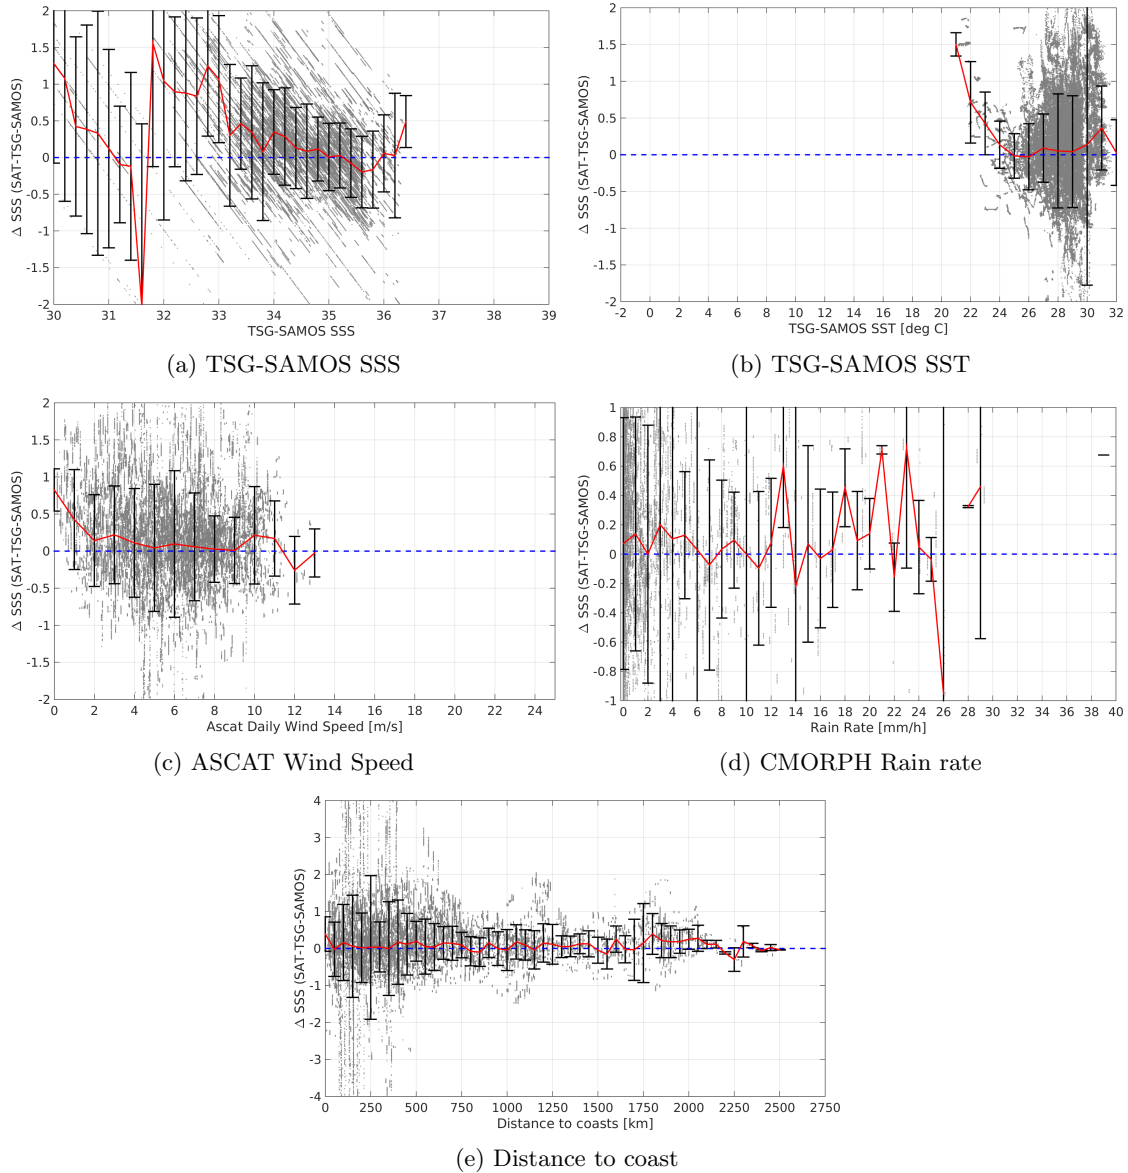 2
1.5
1
0.5
0
-0.5
-1
-1.5
-2
Δ SSS (SAT-TSG-SAMOS)
30 31 32 33 34 35 36 37 38 39
TSG-SAMOS SSS
(a) TSG-SAMOS SSS
2
1.5
1
0.5
0
-0.5
-1
-1.5
-2
Δ SSS (SAT-TSG-SAMOS)
-2 0 2 4 6 8 10 12 14 16 18 20 22 24 26 28 30 32
TSG-SAMOS SST [deg C]
(b) TSG-SAMOS SST
2
1.5
1
0.5
0
-0.5
-1
-1.5
-2
Δ SSS (SAT-TSG-SAMOS)
0 2 4 6 8 10 12 14 16 18 20 22 24
Ascat Daily Wind Speed [m/s]
(c) ASCAT Wind Speed
1
0.8
0.6
0.4
0.2
0
-0.2
-0.4
-0.6
-0.8
-1
Δ SSS (SAT-TSG-SAMOS)
0 2 4 6 8 10 12 14 16 18 20 22 24 26 28 30 32 34 36 38 40
Rain Rate [mm/h]
(d) CMORPH Rain rate
4
3
2
1
0
-1
-2
-3
-4
Δ SSS (SAT-TSG-SAMOS)
0 250 500 750 1000 1250 1500 1750 2000 2250 2500 2750
Distance to coasts [km]
(e) Distance to coast